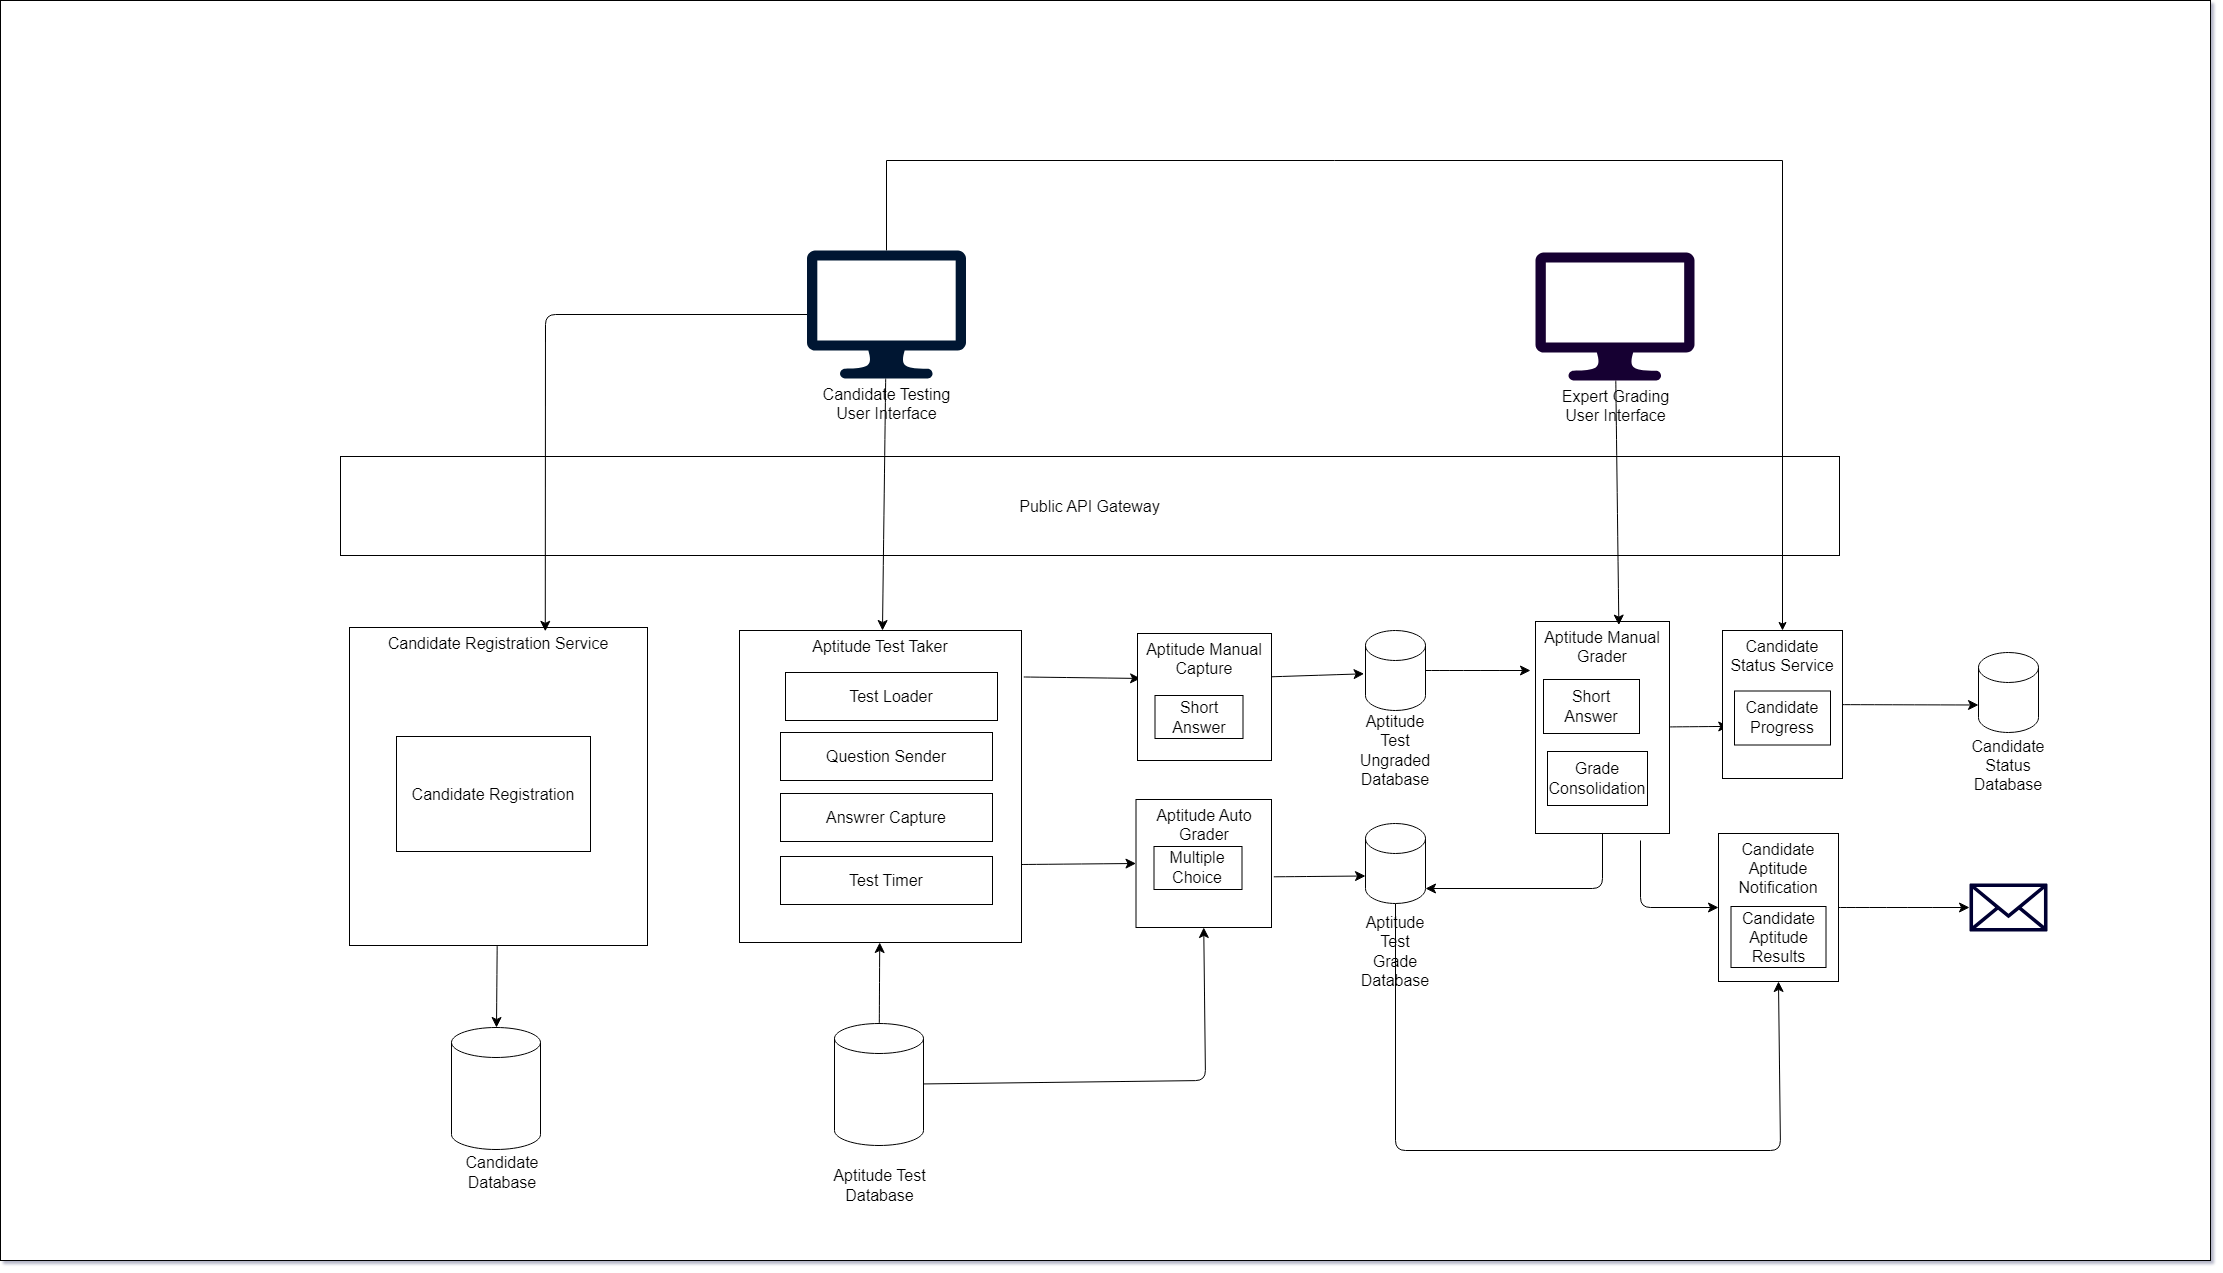 Candidate Testing
User Interface
Expert Grading
User Interface
Public API Gateway
Candidate Registration Service
Candidate Registration
Candidate
Database
Aptitude Test Taker
Test Loader
Question Sender
Answrer Capture
Test Timer
Aptitude Test
Database
Aptitude Manual
Capture
Short
Answer
Aptitude Auto
Grader
Multiple
Choice
Aptitude
Test
Ungraded
Database
Aptitude
Test
Grade
Database
Aptitude Manual
Grader
Short
Answer
Grade
Consolidation
Candidate
Status Service
Candidate
Progress
Candidate
Status
Database
Candidate
Aptitude
Notification
Candidate
Aptitude
Results